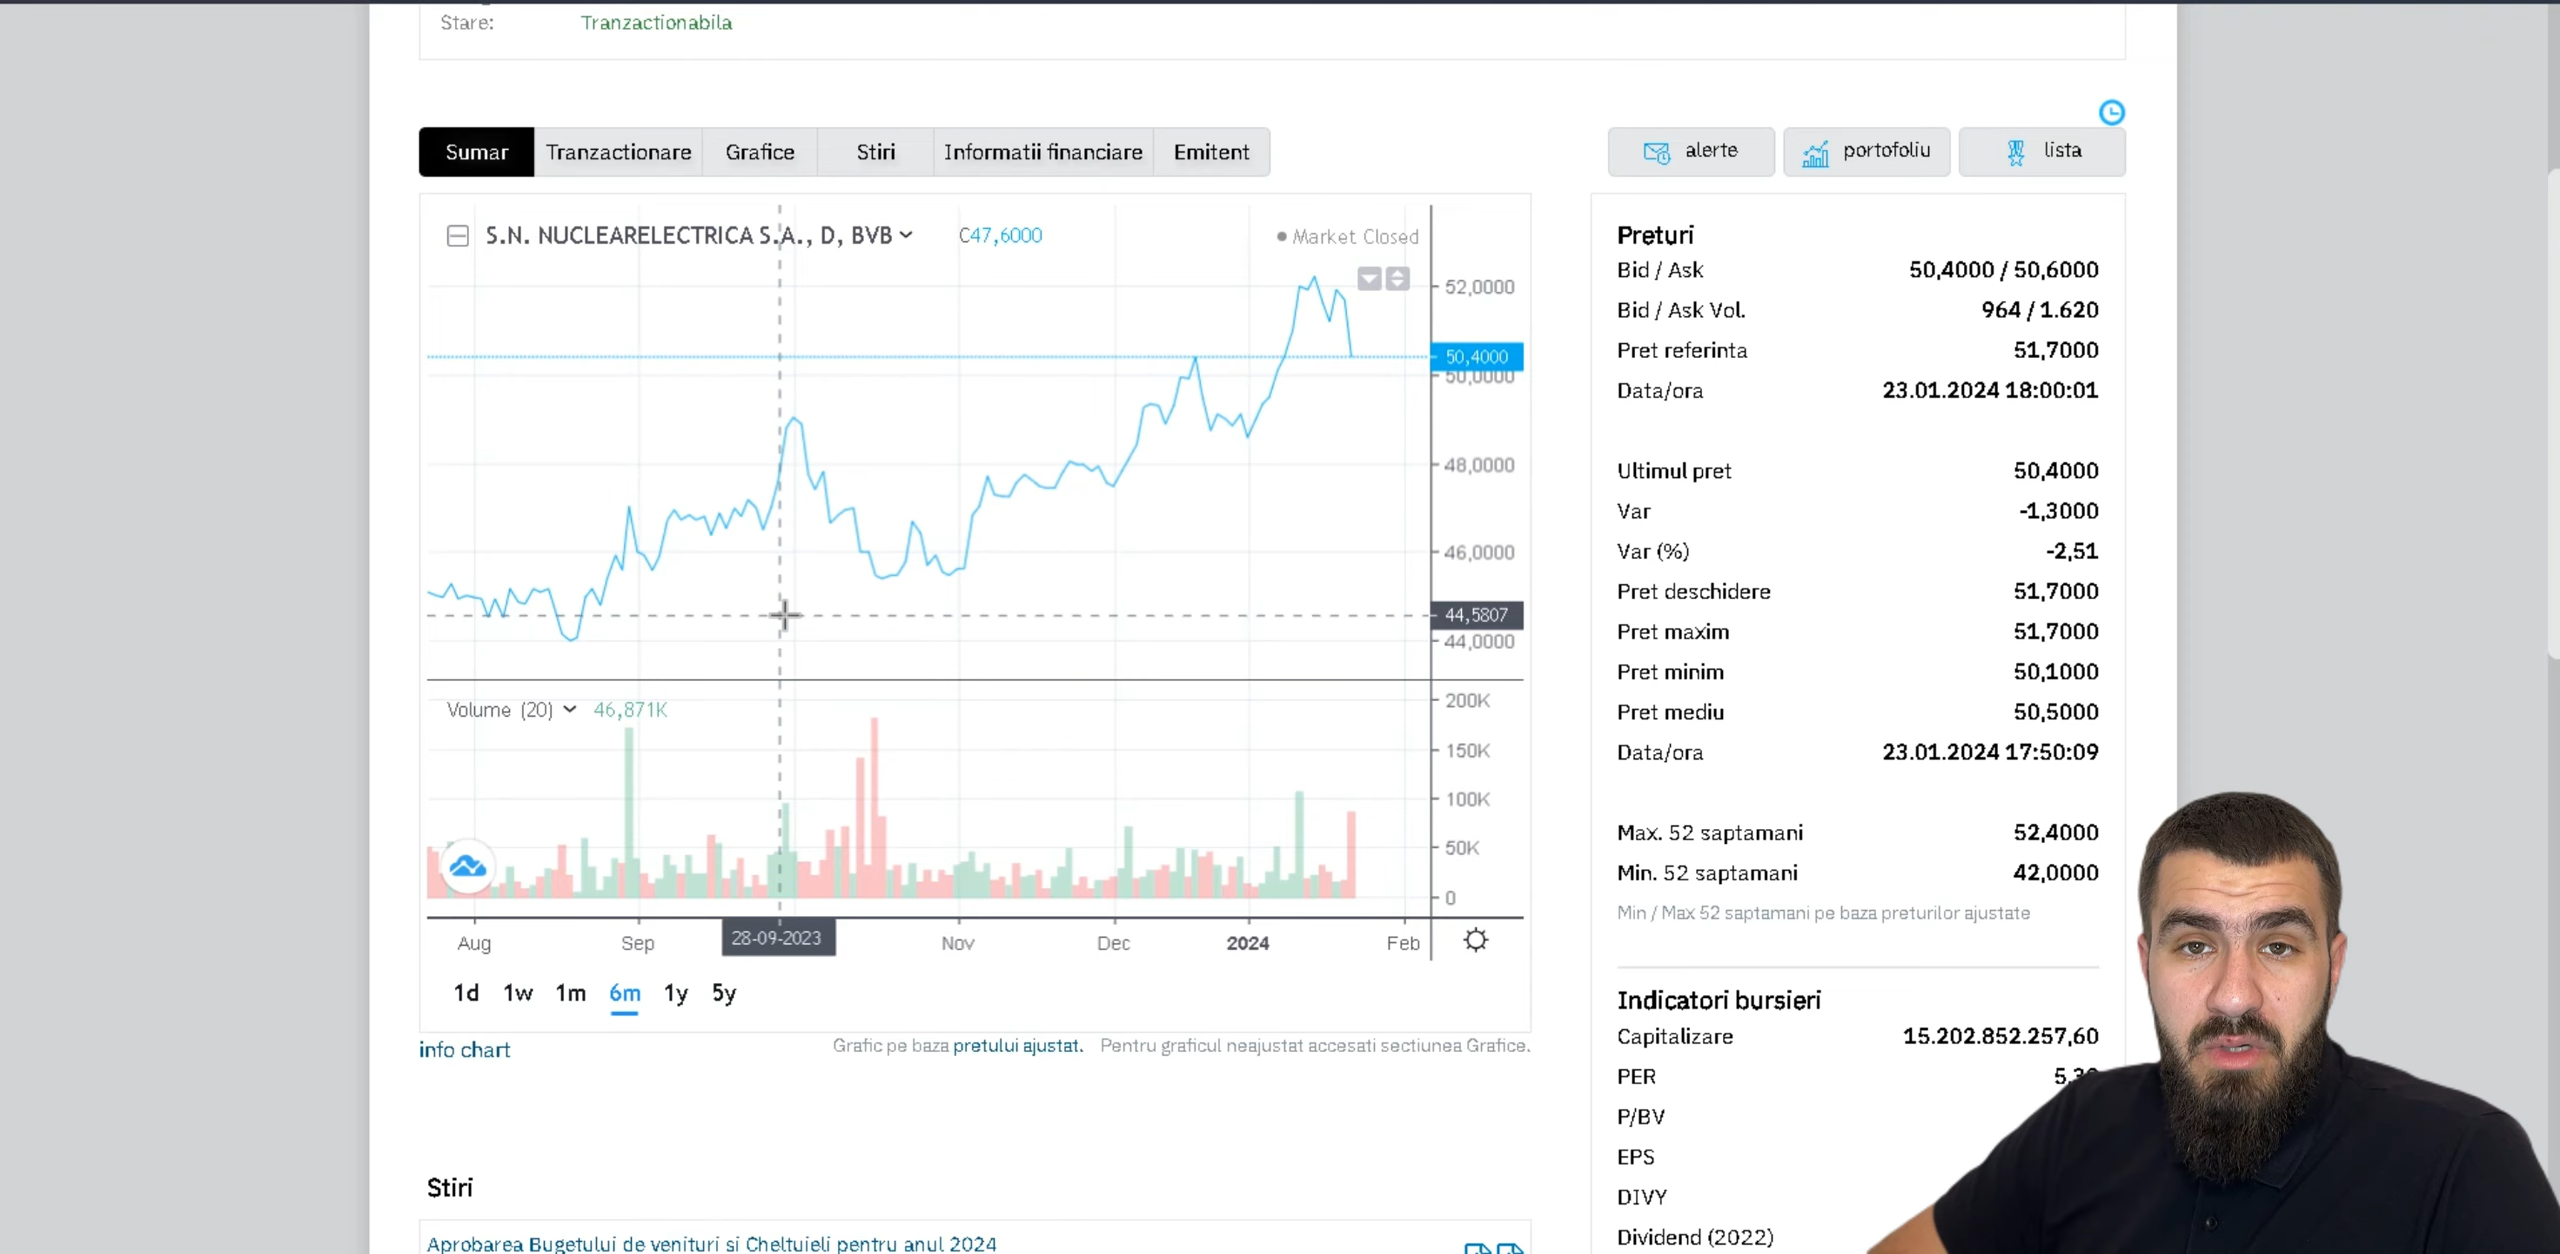 Stare: Tranzactionabila
Sumar Tranzactionare Grafice Stiri Informatii financiare Emitent
alerte portofoliu lista
S.N. NUCLEARELECTRICA S.A., D, BVB C47,6000
Market Closed
52,0000
50,4000
50,0000
48,0000
46,0000
44,5807
44,0000
Volume (20) 46,871K
200K
150K
100K
50K
0
Aug Sep 28-09-2023 Nov Dec 2024 Feb
1d 1w 1m 6m 1y 5y
info chart
Grafic pe baza pretului ajustat. Pentru graficul neajustat accesati sectiunea Grafice.
Stiri
Aprobarea Bugetului de venituri si Cheltuieli pentru anul 2024
Preturi
Bid / Ask 50,4000 / 50,6000
Bid / Ask Vol. 964 / 1.620
Pret referinta 51,7000
Data/ora 23.01.2024 18:00:01
Ultimul pret 50,4000
Var -1,3000
Var (%) -2,51
Pret deschidere 51,7000
Pret maxim 51,7000
Pret minim 50,1000
Pret mediu 50,5000
Data/ora 23.01.2024 17:50:09
Max. 52 saptamani 52,4000
Min. 52 saptamani 42,0000
Min / Max 52 saptamani pe baza preturilor ajustate
Indicatori bursieri
Capitalizare 15.202.852.257,60
PER
P/BV
EPS
DIVY
Dividend (2022)